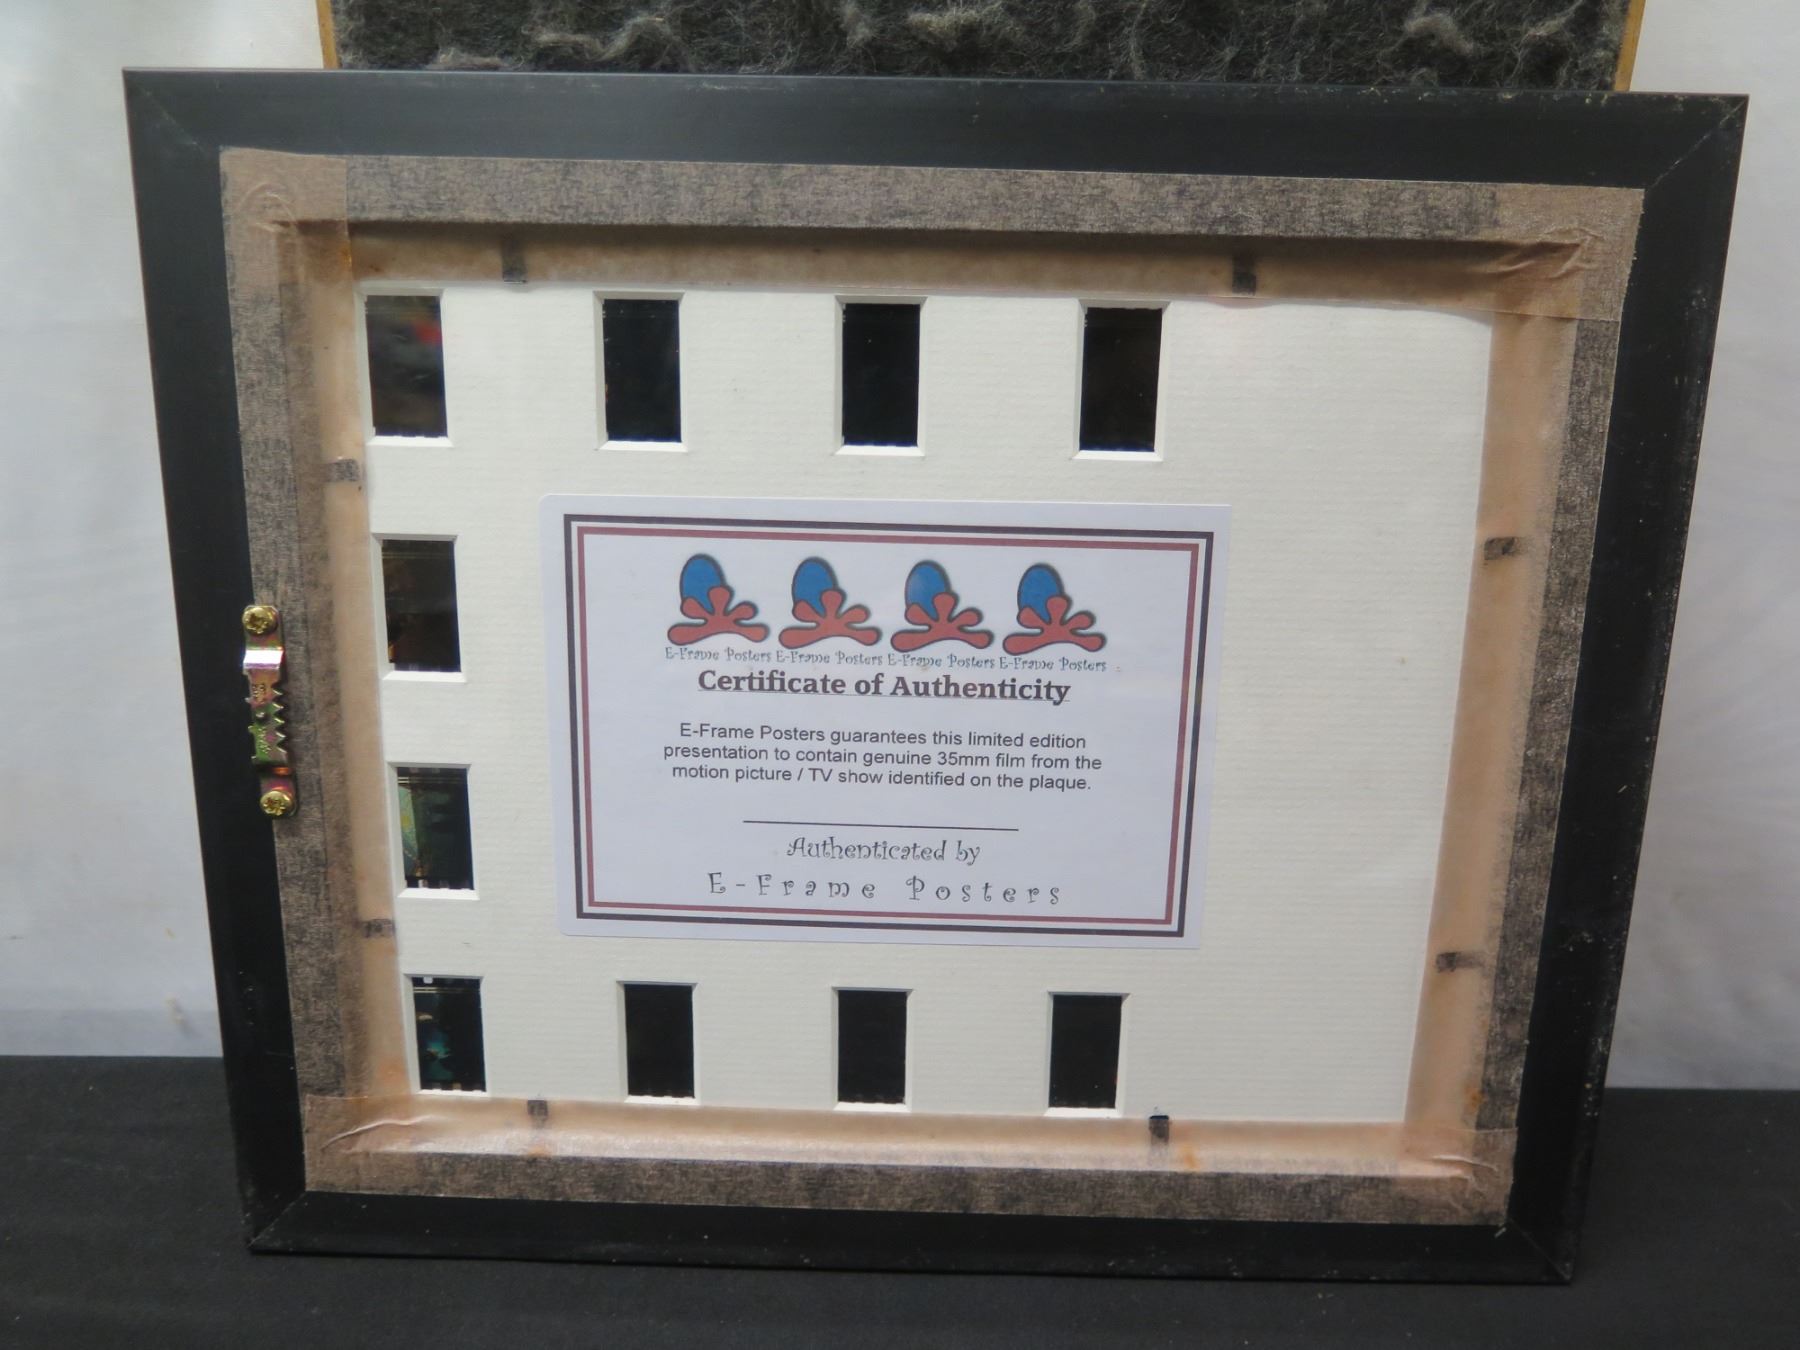 E-Frame Posters E-Frame Posters E-Frame Posters E-Frame Posters
Certificate of Authenticity
E-Frame Posters guarantees this limited edition
presentation to contain genuine 35mm film from the
motion picture / TV show identified on the plaque.
Authenticated by
E-Frame Posters